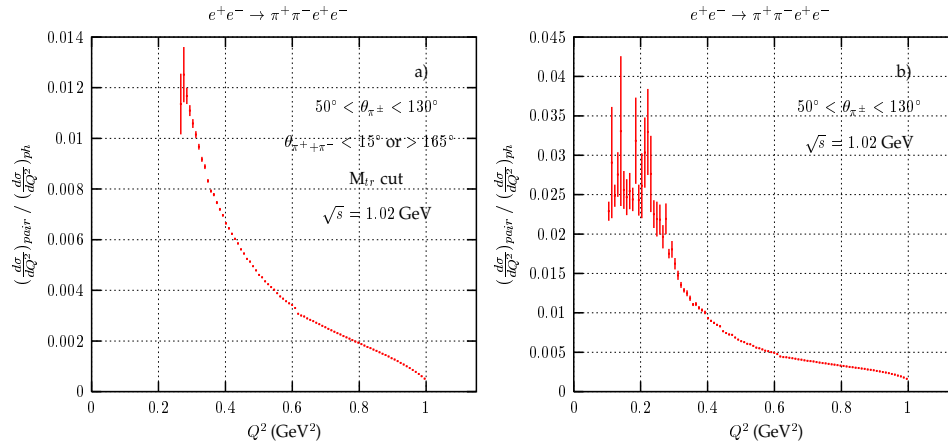 e⁺e⁻ → π⁺π⁻e⁺e⁻
0.014
0.012
0.01
0.008
0.006
0.004
0.002
0
(dσ/dQ²)pair / (dσ/dQ²)ph
a)
50° < θπ± < 130°
θπ⁺+π⁻ < 15° or > 165°
Mtr cut
√s = 1.02 GeV
0 0.2 0.4 0.6 0.8 1
Q² (GeV²)
e⁺e⁻ → π⁺π⁻e⁺e⁻
0.045
0.04
0.035
0.03
0.025
0.02
0.015
0.01
0.005
0
(dσ/dQ²)pair / (dσ/dQ²)ph
b)
50° < θπ± < 130°
√s = 1.02 GeV
0 0.2 0.4 0.6 0.8 1
Q² (GeV²)